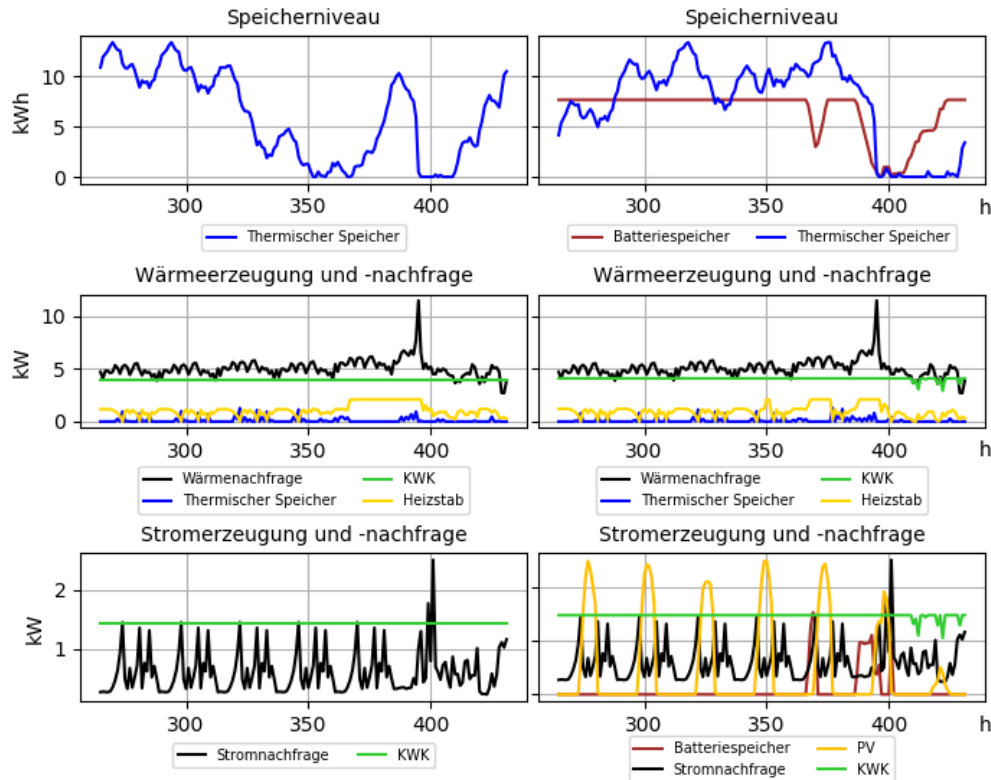 Speicherniveau
Speicherniveau
kWh
10
5
0
300
400
300
350
400
h
Thermischer Speicher
Batteriespeicher
Thermischer Speicher
Wärmeerzeugung und -nachfrage
Wärmeerzeugung und -nachfrage
kW
10
5
0
300
350
400
300
350
400
h
Wärmenachfrage
KWK
Thermischer Speicher
Heizstab
Wärmenachfrage
KWK
Thermischer Speicher
Heizstab
Stromerzeugung und -nachfrage
Stromerzeugung und -nachfrage
kW
2
1
300
400
300
350
400
h
Stromnachfrage
KWK
Batteriespeicher
PV
Stromnachfrage
KWK